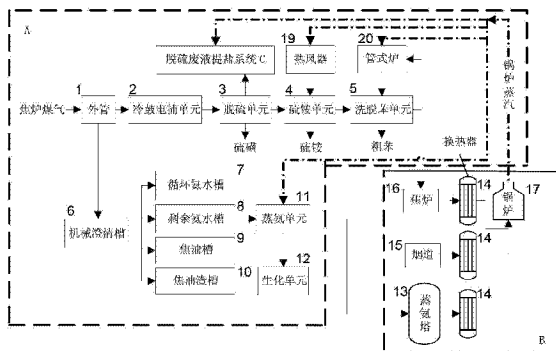 A
19
20
脱硫废液提盐系统C
热风器
管式炉
锅炉蒸汽
1
2
3
4
5
焦炉煤气
外管
冷鼓电油单元
脱硫单元
硫铵单元
洗脱苯单元
硫磺
硫铵
粗苯
换热器
7
循环氨水槽
6
机械澄清槽
8
剩余氨水槽
11
蒸氨单元
9
焦油槽
10
焦油渣槽
12
生化单元
16
焦炉
14
17
锅炉
15
烟道
14
13
蒸氨塔
14
B